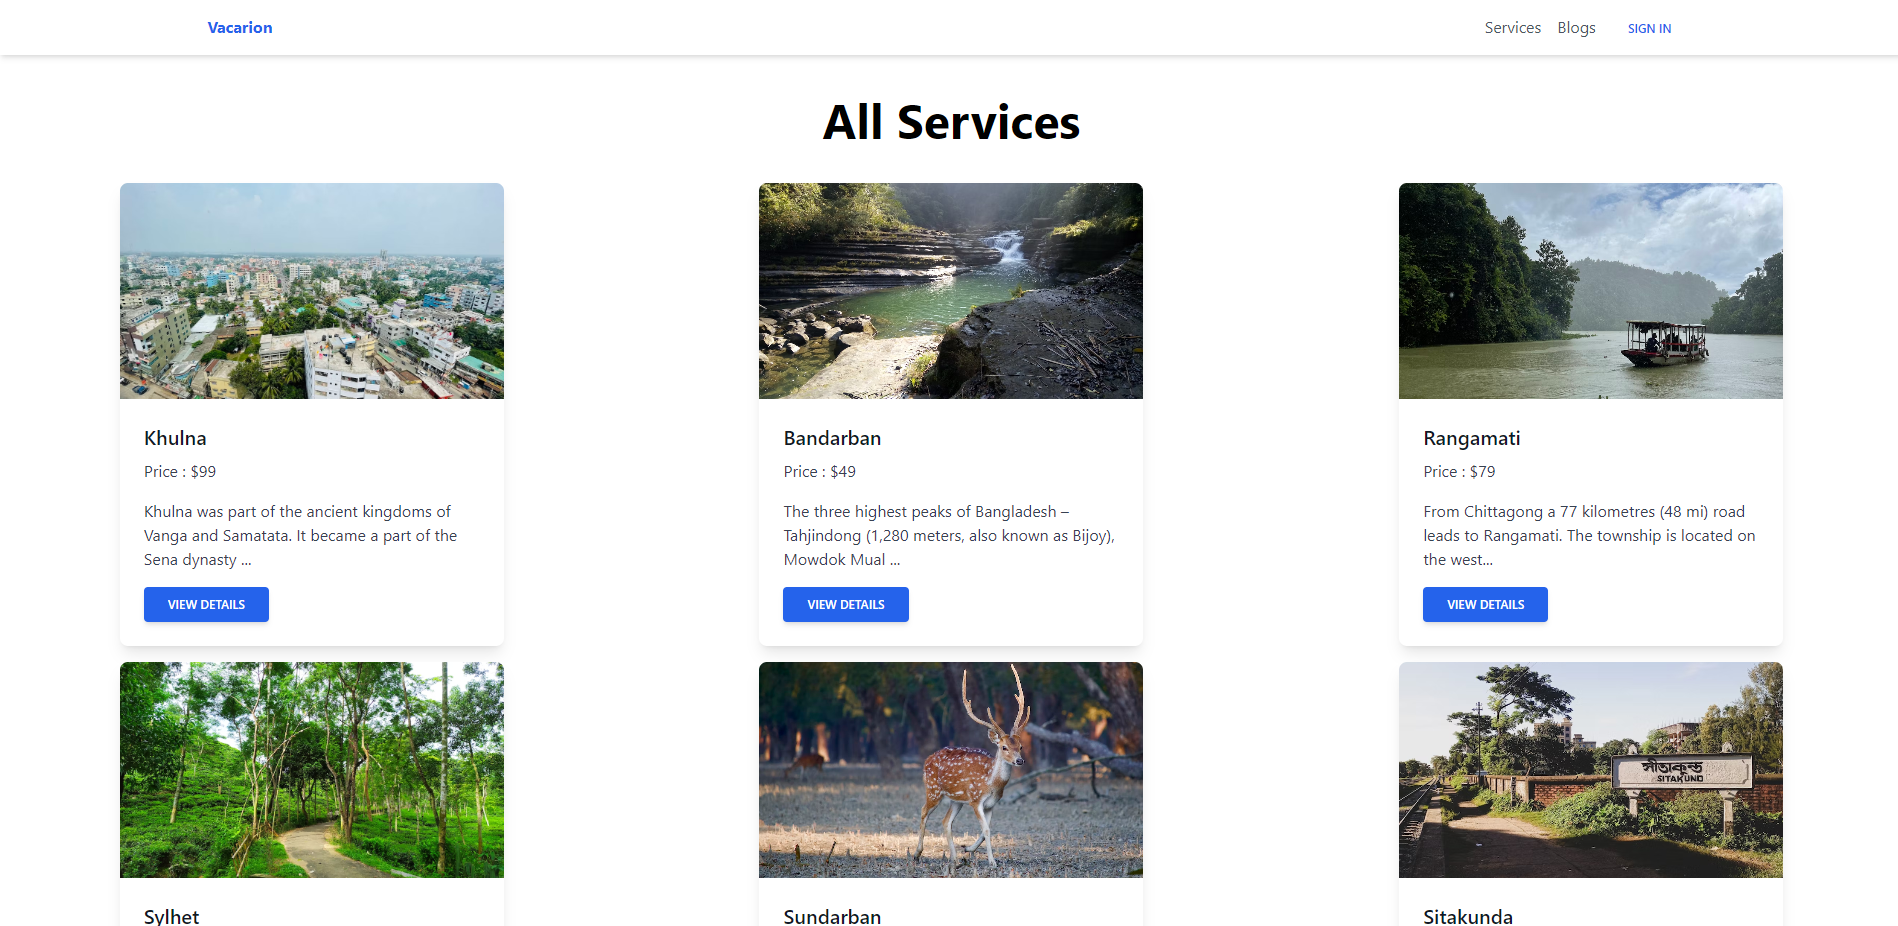 Vacarion
Services Blogs SIGN IN
All Services
Khulna
Price : $99
Khulna was part of the ancient kingdoms of
Vanga and Samatata. It became a part of the
Sena dynasty ...
VIEW DETAILS
Bandarban
Price : $49
The three highest peaks of Bangladesh –
Tahjindong (1,280 meters, also known as Bijoy),
Mowdok Mual ...
VIEW DETAILS
Rangamati
Price : $79
From Chittagong a 77 kilometres (48 mi) road
leads to Rangamati. The township is located on
the west...
VIEW DETAILS
Sylhet
Sundarban
সীতাকুন্ড
SITAKUND
Sitakunda